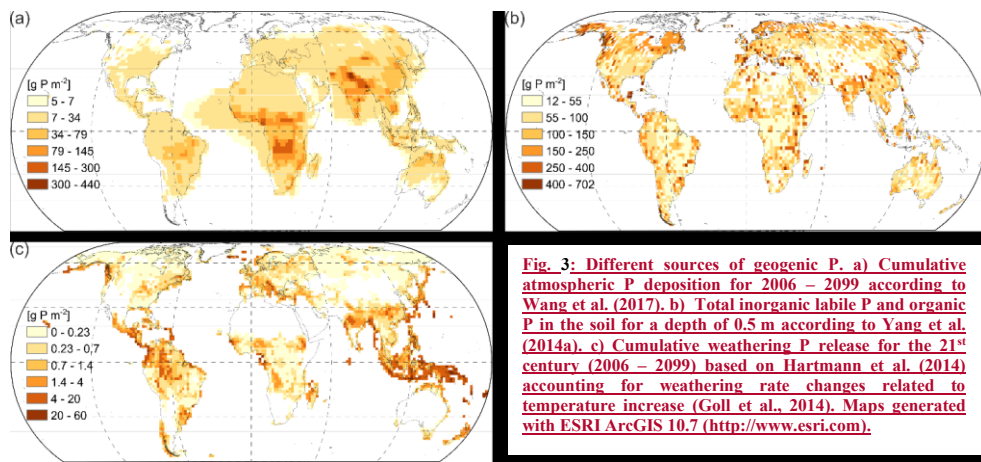 (a)
[g P m-2]
5 - 7
7 - 34
34 - 79
79 - 145
145 - 300
300 - 440
(b)
[g P m-2]
12 - 55
55 - 100
100 - 150
150 - 250
250 - 400
400 - 702
(c)
[g P m-2]
0 - 0.23
0.23 - 0,7
0.7 - 1.4
1.4 - 4
4 - 20
20 - 60
Fig. 3: Different sources of geogenic P. a) Cumulative
atmospheric P deposition for 2006 – 2099 according to
Wang et al. (2017). b) Total inorganic labile P and organic
P in the soil for a depth of 0.5 m according to Yang et al.
(2014a). c) Cumulative weathering P release for the 21st
century (2006 – 2099) based on Hartmann et al. (2014)
accounting for weathering rate changes related to
temperature increase (Goll et al., 2014). Maps generated
with ESRI ArcGIS 10.7 (http://www.esri.com).